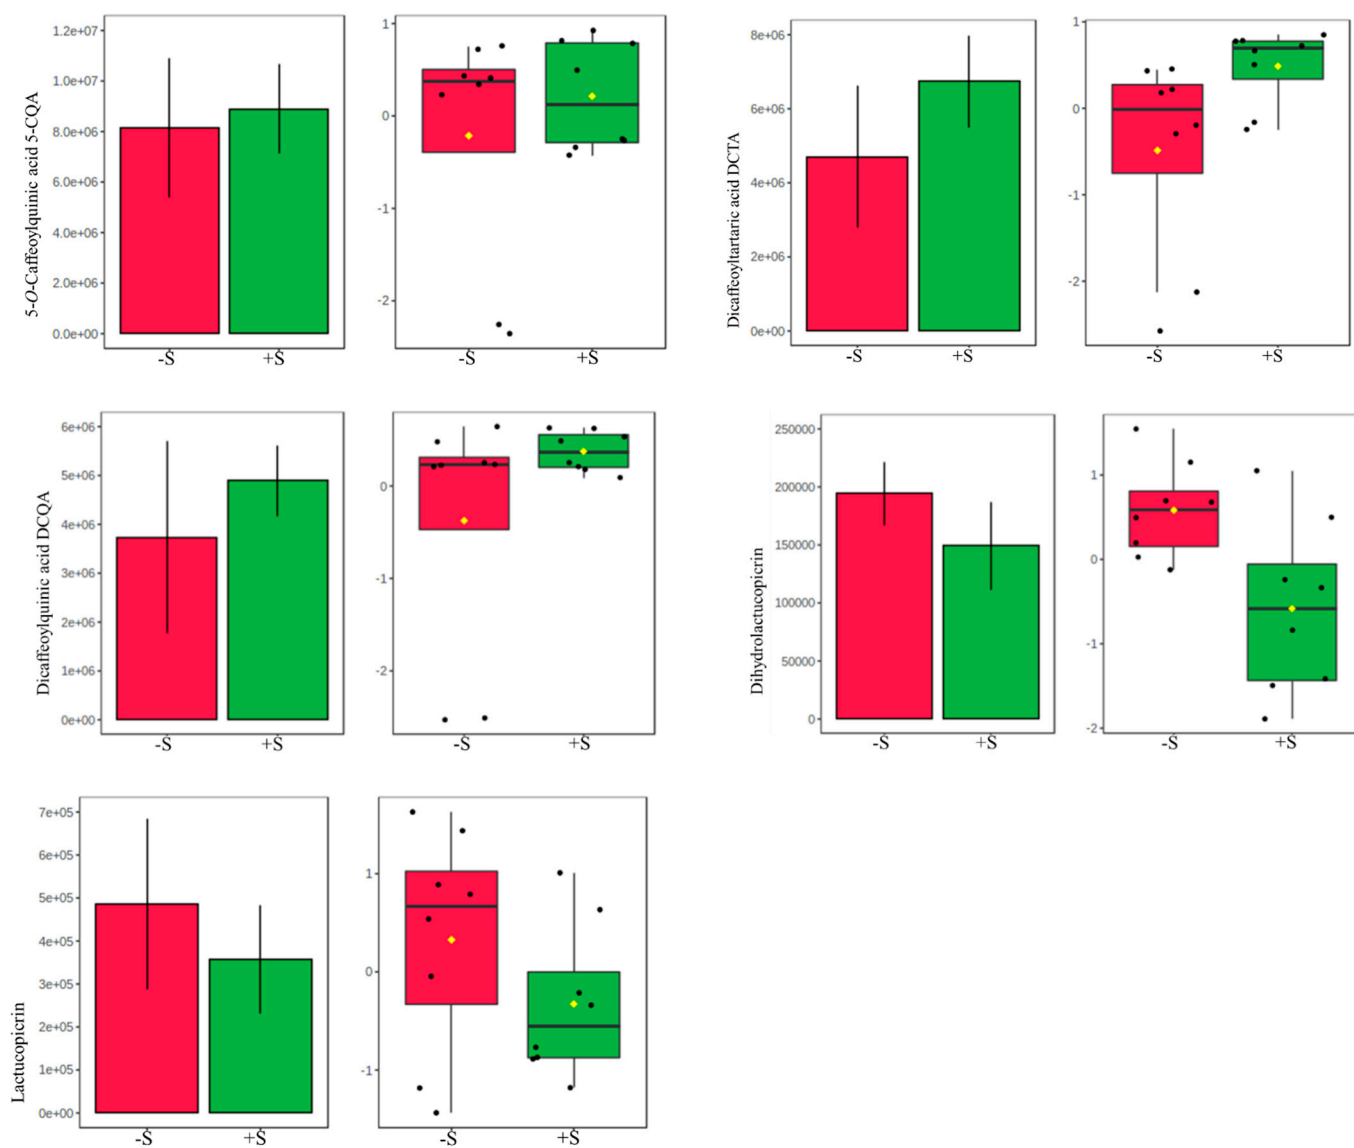 5-O-Caffeoylquinic acid 5-CQA
1.2e+07
1.0e+07
8.0e+06
6.0e+06
4.0e+06
2.0e+06
0.0e+00
-S
+S
1
0
-1
-2
-S
+S
Dicaffeoyltartaric acid DCTA
8e+06
6e+06
4e+06
2e+06
0e+00
-S
+S
1
0
-1
-2
-S
+S
Dicaffeoylquinic acid DCQA
6e+06
5e+06
4e+06
3e+06
2e+06
1e+06
0e+00
-S
+S
0
-1
-2
-S
+S
Dihydrolactucopicrin
250000
200000
150000
100000
50000
0
-S
+S
1
0
-1
-2
-S
+S
Lactucopicrin
7e+05
6e+05
5e+05
4e+05
3e+05
2e+05
1e+05
0e+00
-S
+S
1
0
-1
-S
+S